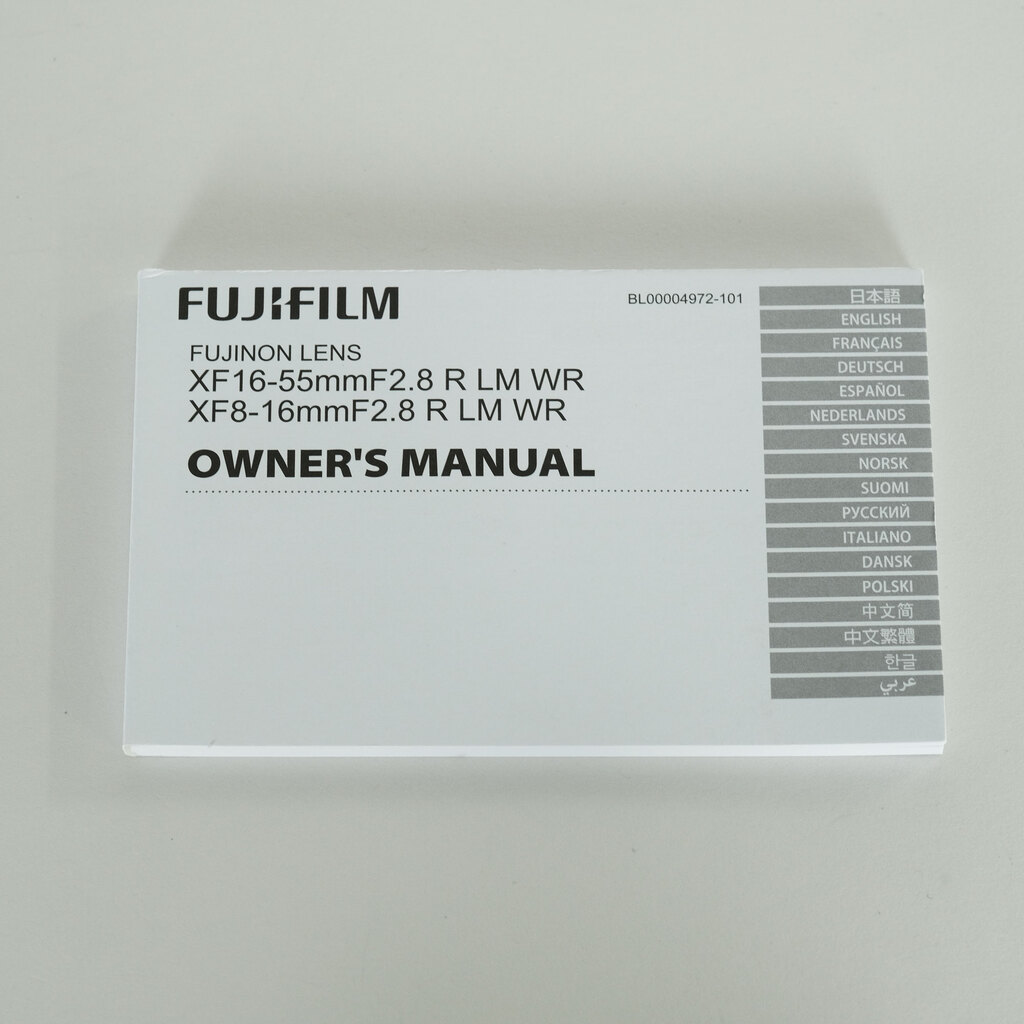 FUJIFILM
BL00004972-101
FUJINON LENS
XF16-55mmF2.8 R LM WR
XF8-16mmF2.8 R LM WR
OWNER'S MANUAL
日本語
ENGLISH
FRANÇAIS
DEUTSCH
ESPAÑOL
NEDERLANDS
SVENSKA
NORSK
SUOMI
РУССКИЙ
ITALIANO
DANSK
POLSKI
中文简
中文繁體
한글
عربي